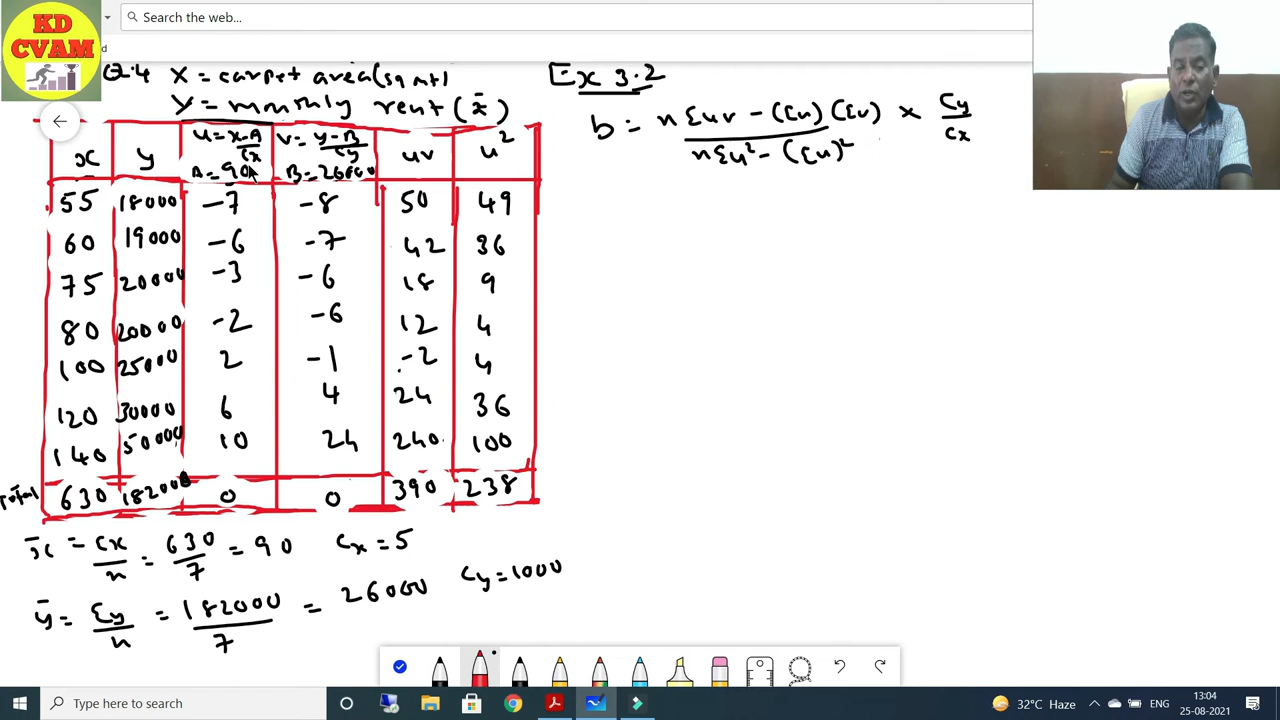 Search the web...
KD
CVAM
Q2.4 X = carpet area (sq mt)
Y = monthly rent (₹)
Ex 3.2
b = nΣuv - (Σu)(Σv) / nΣu² - (Σu)² × Cy / Cx
x y u = x-A / Cx A = 90 v = y-B / Cy B = 26000 uv u²
55 18000 -7 -8 50 49
60 19000 -6 -7 42 36
75 20000 -3 -6 18 9
80 20000 -2 -6 12 4
100 25000 2 -1 -2 4
120 30000 6 4 24 36
140 50000 10 24 240 100
Total 630 182000 0 0 390 238
x̄ = Σx / n = 630 / 7 = 90 Cx = 5
ȳ = Σy / n = 182000 / 7 = 26000 Cy = 1000
Type here to search
32°C Haze
ENG
13:04
25-08-2021